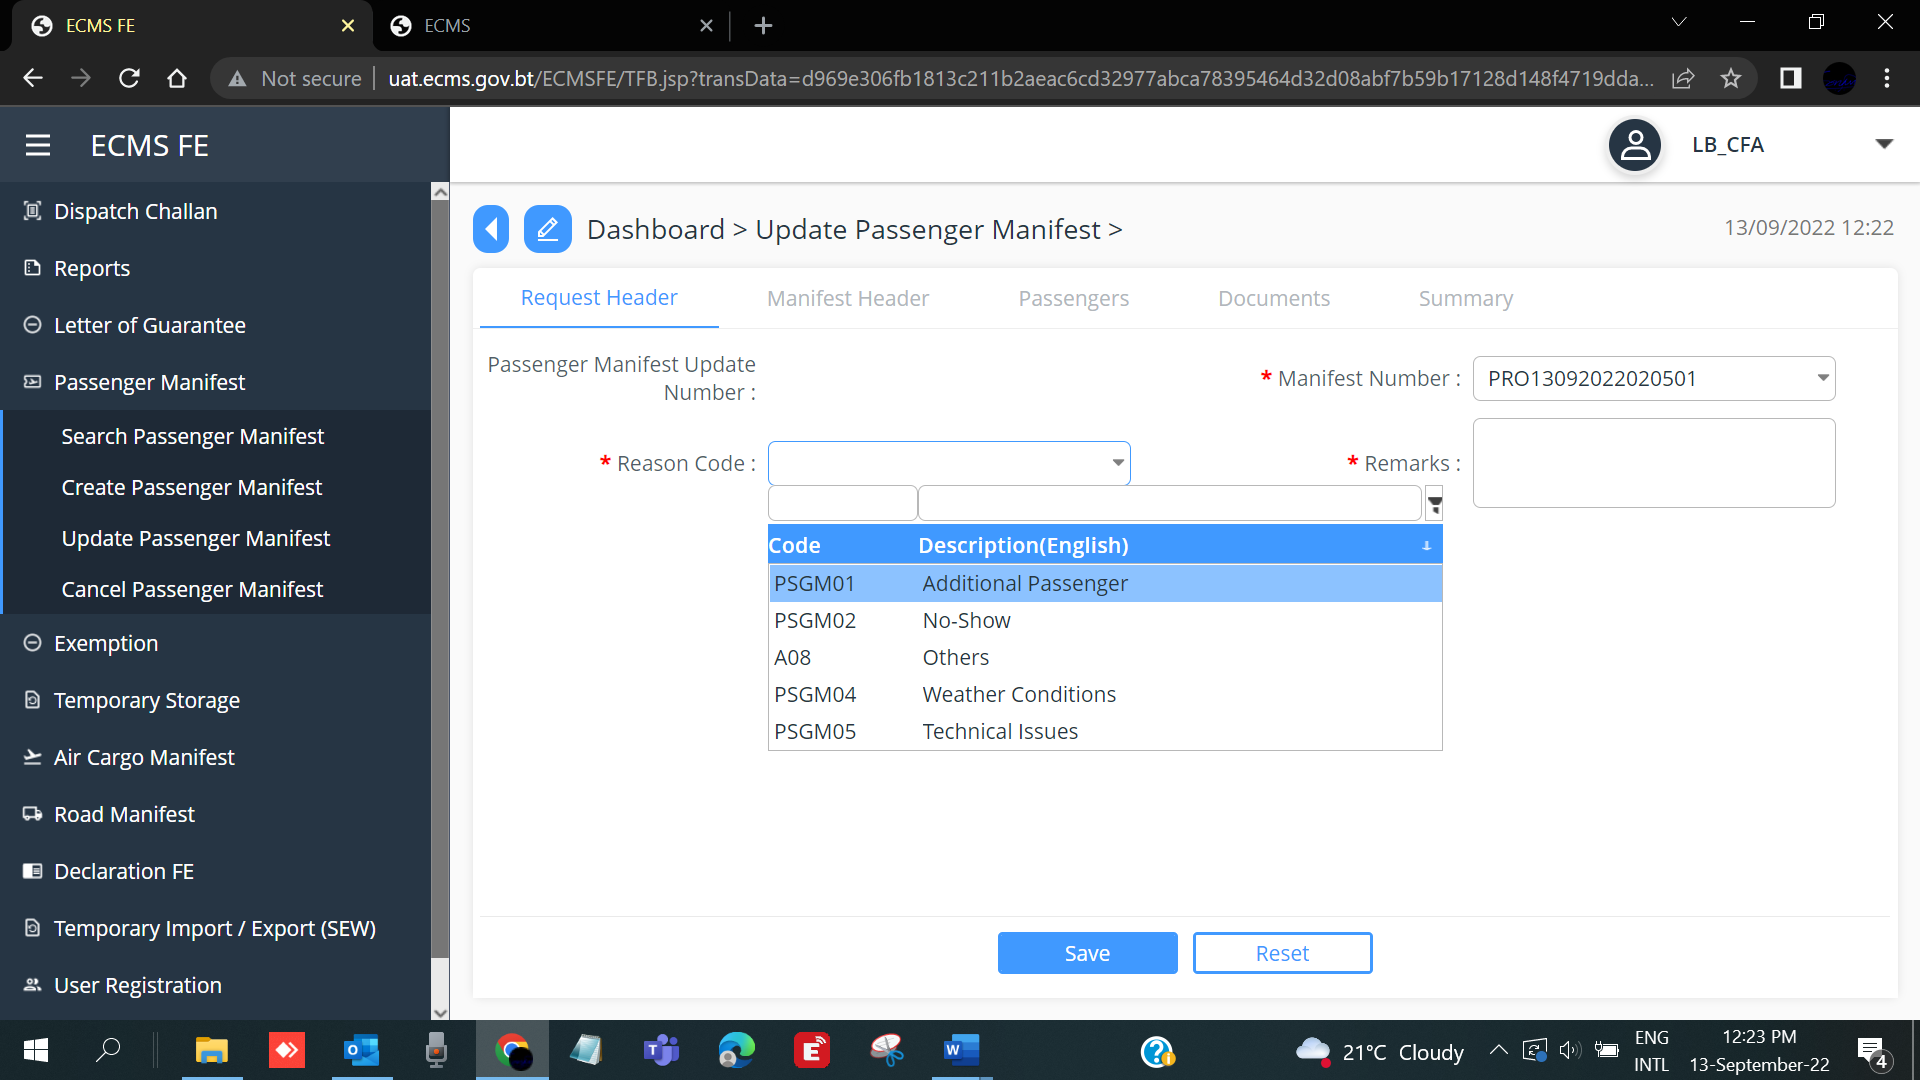 ECMS FE
ECMS
Not secure
uat.ecms.gov.bt/ECMSFE/TFB.jsp?transData=d969e306fb1813c211b2aeac6cd32977abca78395464d32d08abf7b59b17128d148f4719dda...
ECMS FE
LB_CFA
Dispatch Challan
Reports
Letter of Guarantee
Passenger Manifest
Search Passenger Manifest
Create Passenger Manifest
Update Passenger Manifest
Cancel Passenger Manifest
Exemption
Temporary Storage
Air Cargo Manifest
Road Manifest
Declaration FE
Temporary Import / Export (SEW)
User Registration
Dashboard > Update Passenger Manifest >
13/09/2022 12:22
Request Header
Manifest Header
Passengers
Documents
Summary
Passenger Manifest Update
Number :
* Manifest Number :
PRO13092022020501
* Reason Code :
* Remarks :
Code Description(English)
PSGM01 Additional Passenger
PSGM02 No-Show
A08 Others
PSGM04 Weather Conditions
PSGM05 Technical Issues
Save
Reset
21°C Cloudy
ENG
INTL
12:23 PM
13-September-22
4